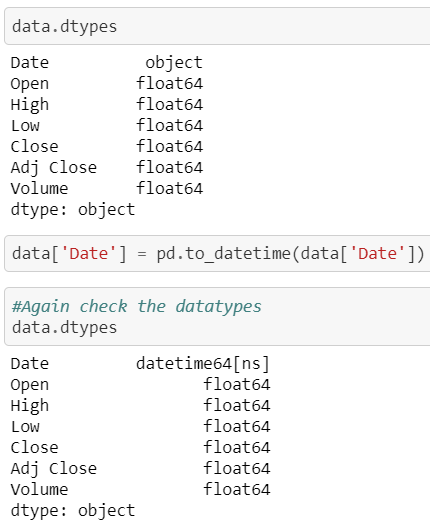 data.dtypes
Date object
Open float64
High float64
Low float64
Close float64
Adj Close float64
Volume float64
dtype: object
data['Date'] = pd.to_datetime(data['Date'])
#Again check the datatypes
data.dtypes
Date datetime64[ns]
Open float64
High float64
Low float64
Close float64
Adj Close float64
Volume float64
dtype: object